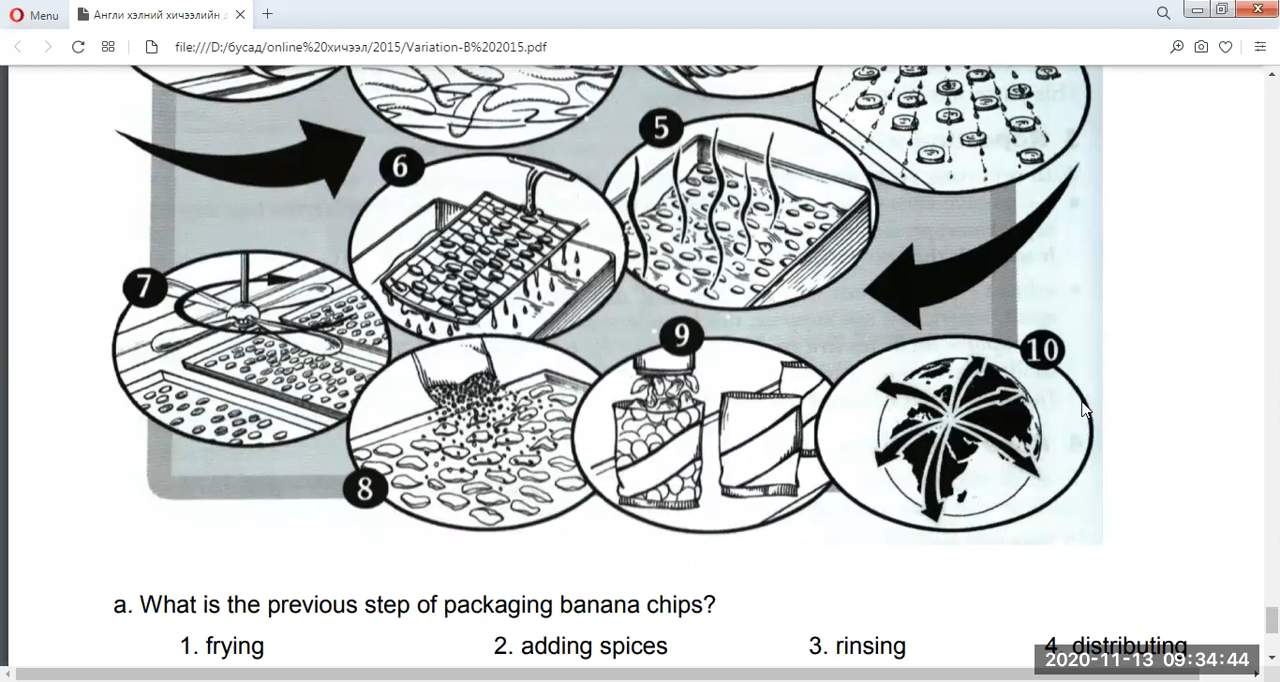 Menu
Англи хэлний хичээлийн
file:///D:/бусад/online%20хичээл/2015/Variation-B%202015.pdf
5
6
7
9
10
8
a. What is the previous step of packaging banana chips?
1. frying 2. adding spices 3. rinsing 4. distributing
2020-11-13 09:34:44